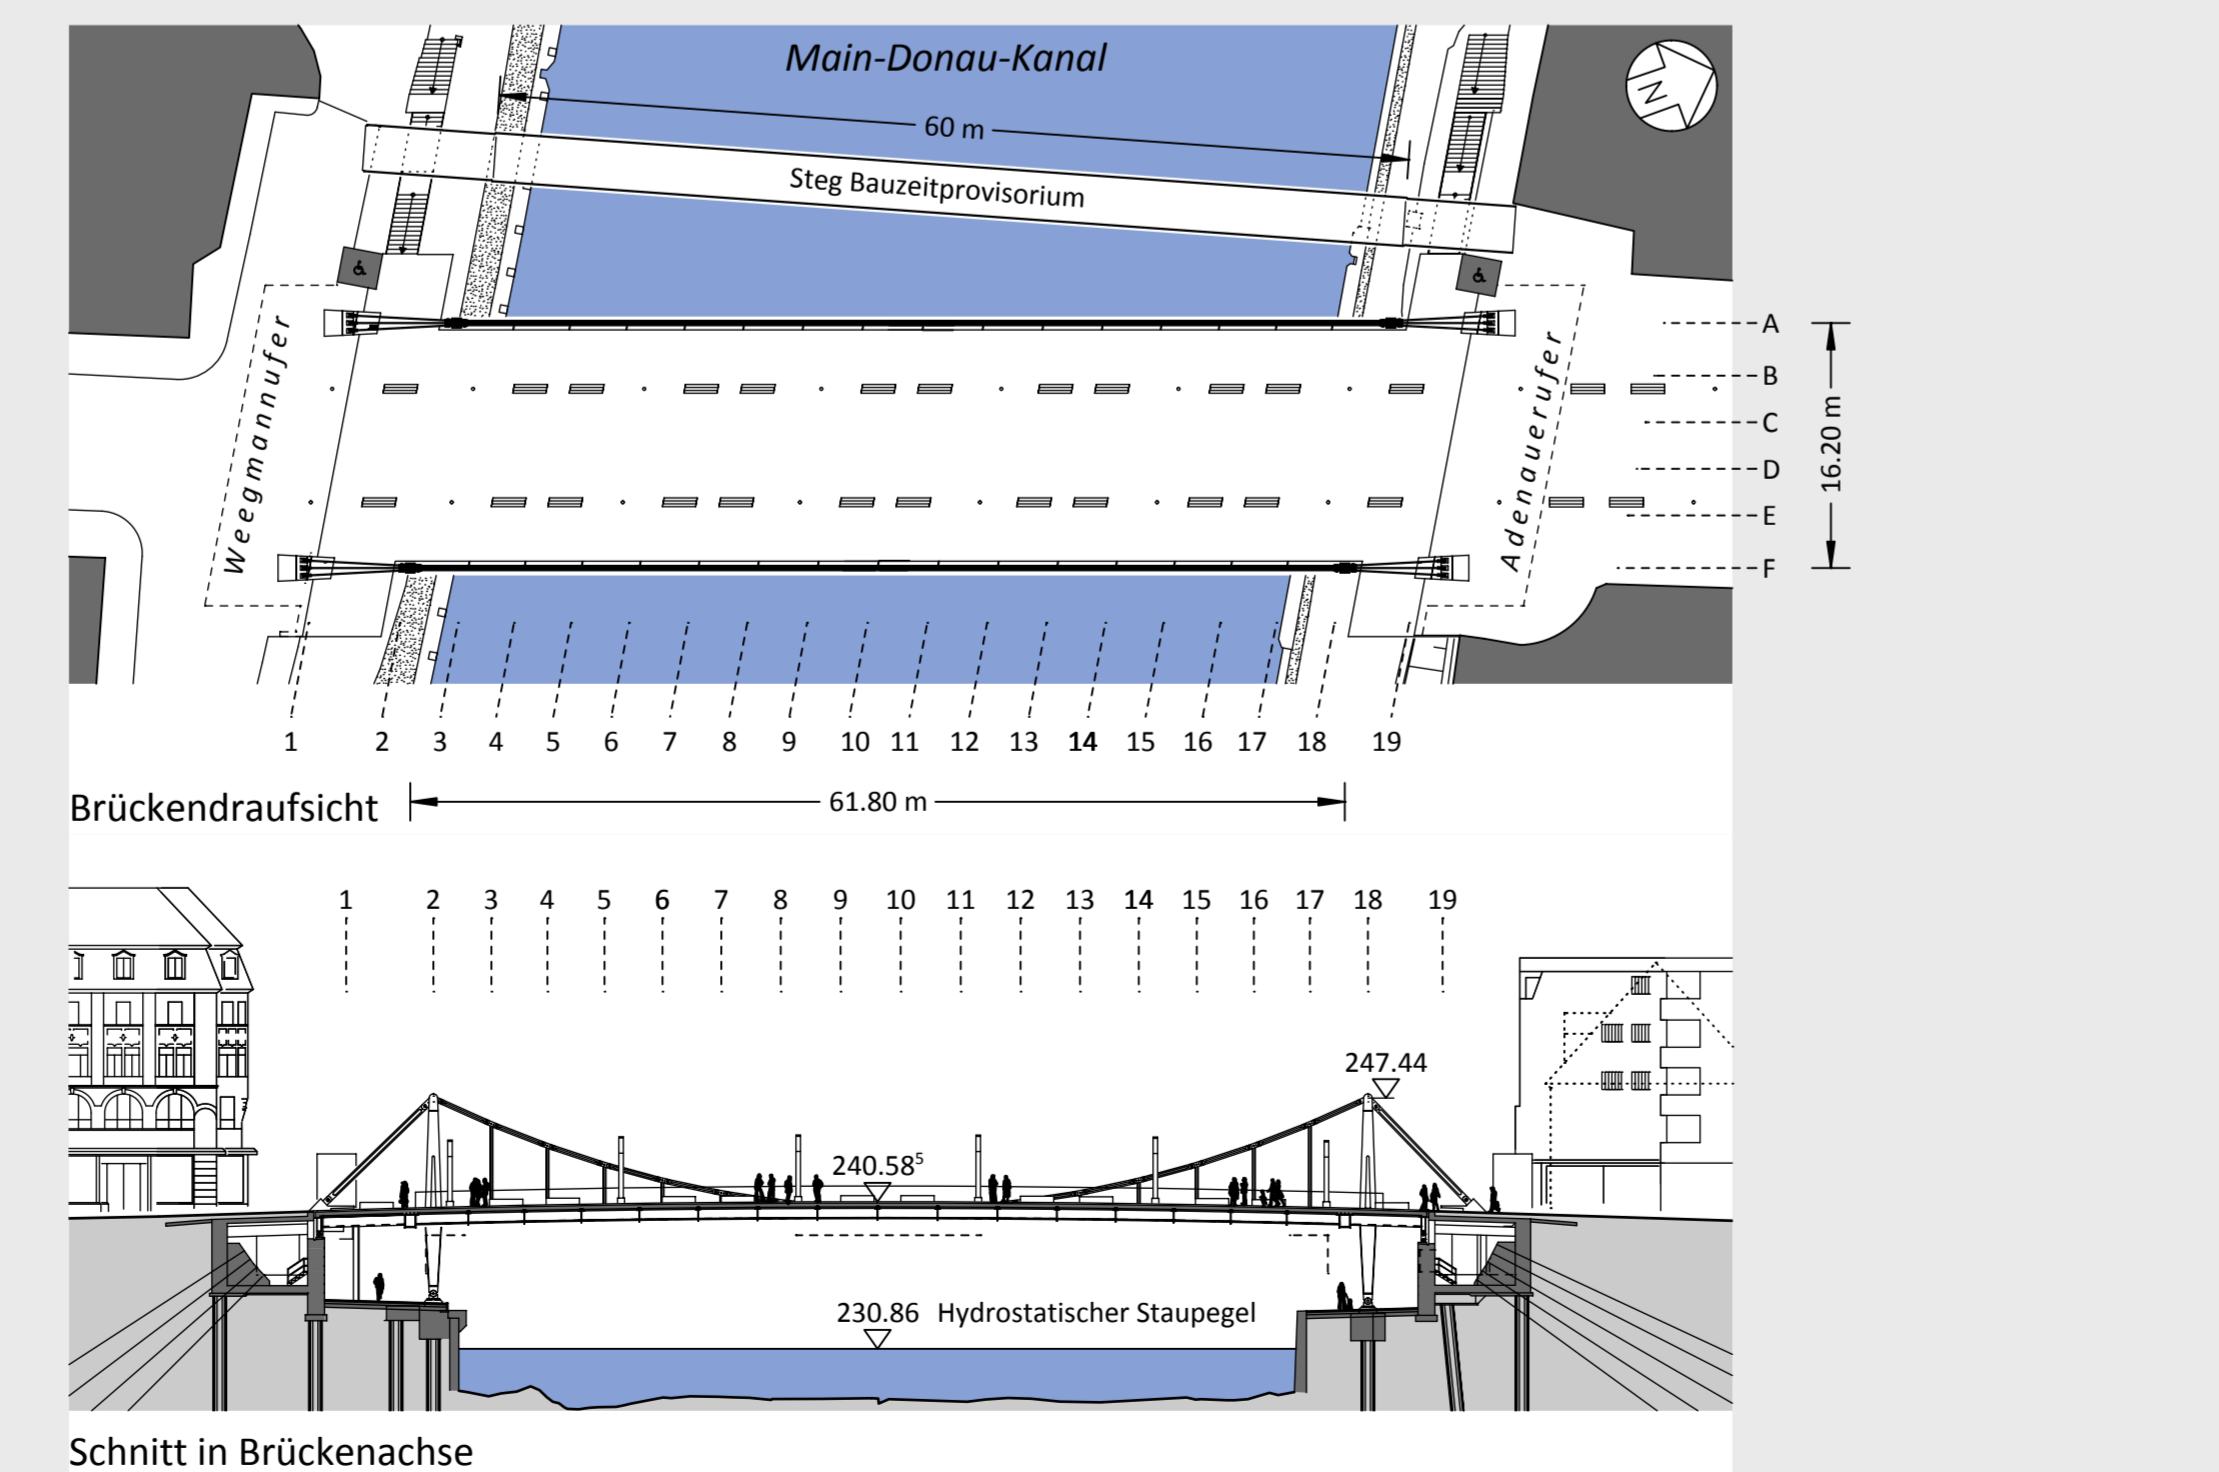 Main-Donau-Kanal
N
60 m
Steg Bauzeitprovisorium
Weegmannufer
Adenauerufer
A
B
C
D
E
F
16.20 m
1 2 3 4 5 6 7 8 9 10 11 12 13 14 15 16 17 18 19
61.80 m
Brückendraufsicht
1 2 3 4 5 6 7 8 9 10 11 12 13 14 15 16 17 18 19
247.44
240.58⁵
230.86 Hydrostatischer Staupegel
Schnitt in Brückenachse